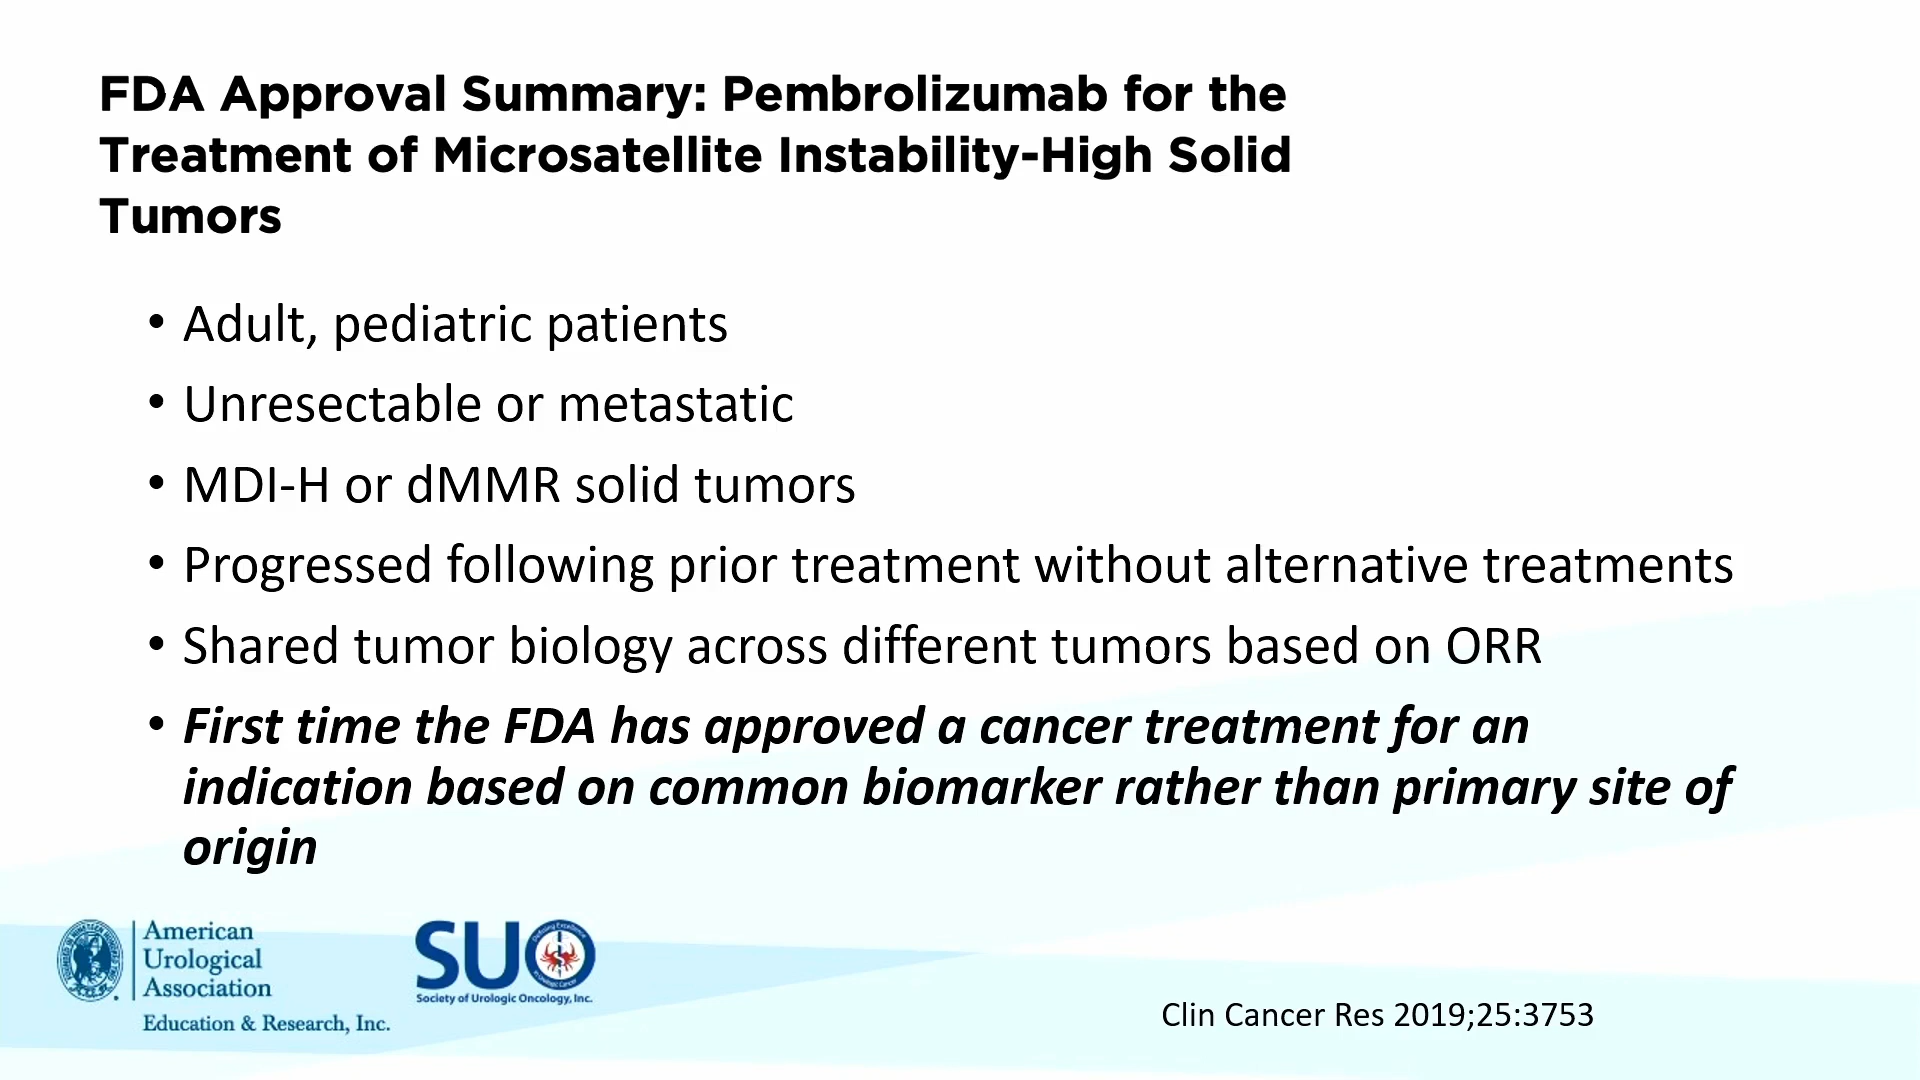 FDA Approval Summary: Pembrolizumab for the
Treatment of Microsatellite Instability-High Solid
Tumors
• Adult, pediatric patients
• Unresectable or metastatic
• MDI-H or dMMR solid tumors
• Progressed following prior treatment without alternative treatments
• Shared tumor biology across different tumors based on ORR
• First time the FDA has approved a cancer treatment for an
indication based on common biomarker rather than primary site of
origin
American
Urological
Association
Education & Research, Inc.
SUO
Society of Urologic Oncology, Inc.
Clin Cancer Res 2019;25:3753